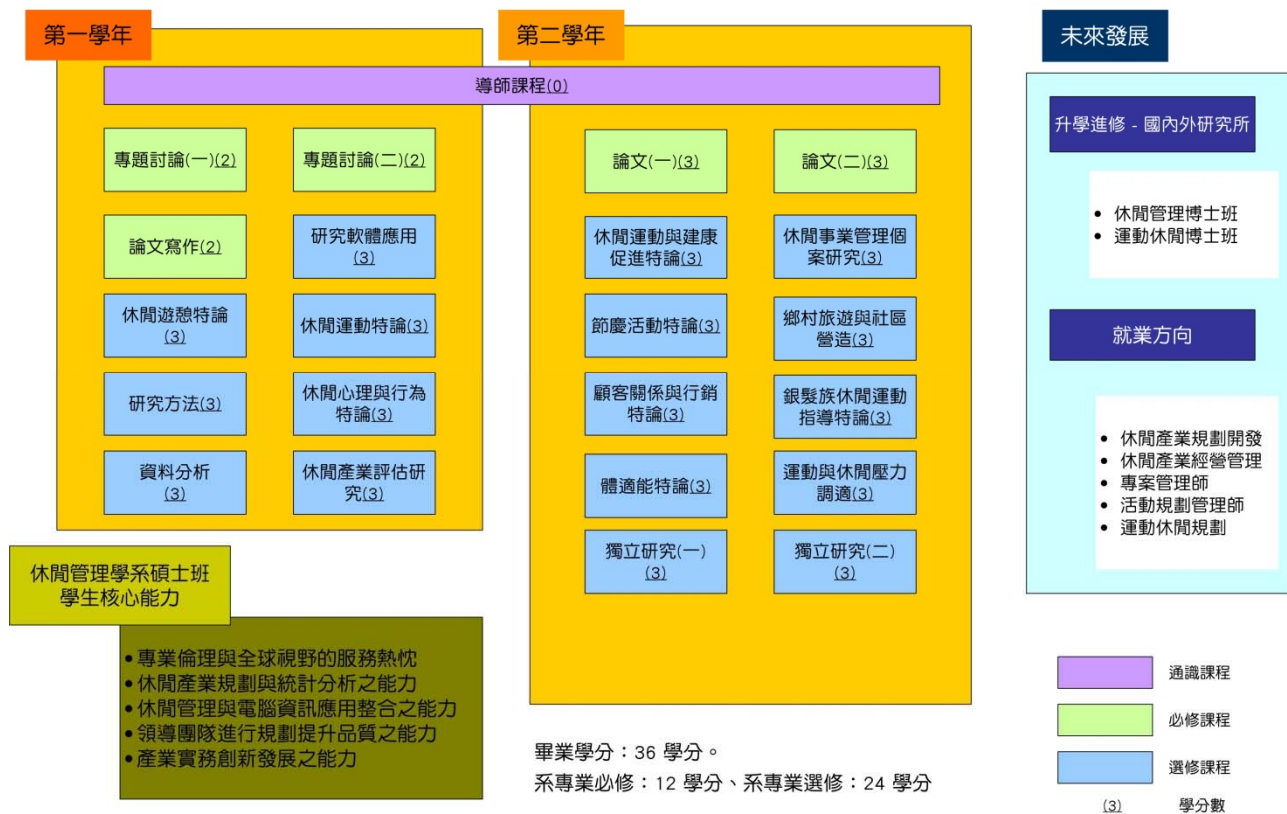 第一學年
第二學年
未來發展
導師課程(0)
專題討論(一)(2)
專題討論(二)(2)
論文寫作(2)
研究軟體應用
(3)
休閒遊憩特論
(3)
休閒運動特論(3)
研究方法(3)
休閒心理與行為
特論(3)
資料分析
(3)
休閒產業評估研
究(3)
論文(一)(3)
論文(二)(3)
休閒運動與建康
促進特論(3)
休閒事業管理個
案研究(3)
節慶活動特論(3)
鄉村旅遊與社區
營造(3)
顧客關係與行銷
特論(3)
銀髮族休閒運動
指導特論(3)
體適能特論(3)
運動與休閒壓力
調適(3)
獨立研究(一)
(3)
獨立研究(二)
(3)
升學進修 - 國內外研究所
• 休閒管理博士班
• 運動休閒博士班
就業方向
• 休閒產業規劃開發
• 休閒產業經營管理
• 專案管理師
• 活動規劃管理師
• 運動休閒規劃
休閒管理學系碩士班
學生核心能力
• 專業倫理與全球視野的服務熱忱
• 休閒產業規劃與統計分析之能力
• 休閒管理與電腦資訊應用整合之能力
• 領導團隊進行規劃提升品質之能力
• 產業實務創新發展之能力
畢業學分：36 學分。
系專業必修：12 學分、系專業選修：24 學分
通識課程
必修課程
選修課程
(3) 學分數